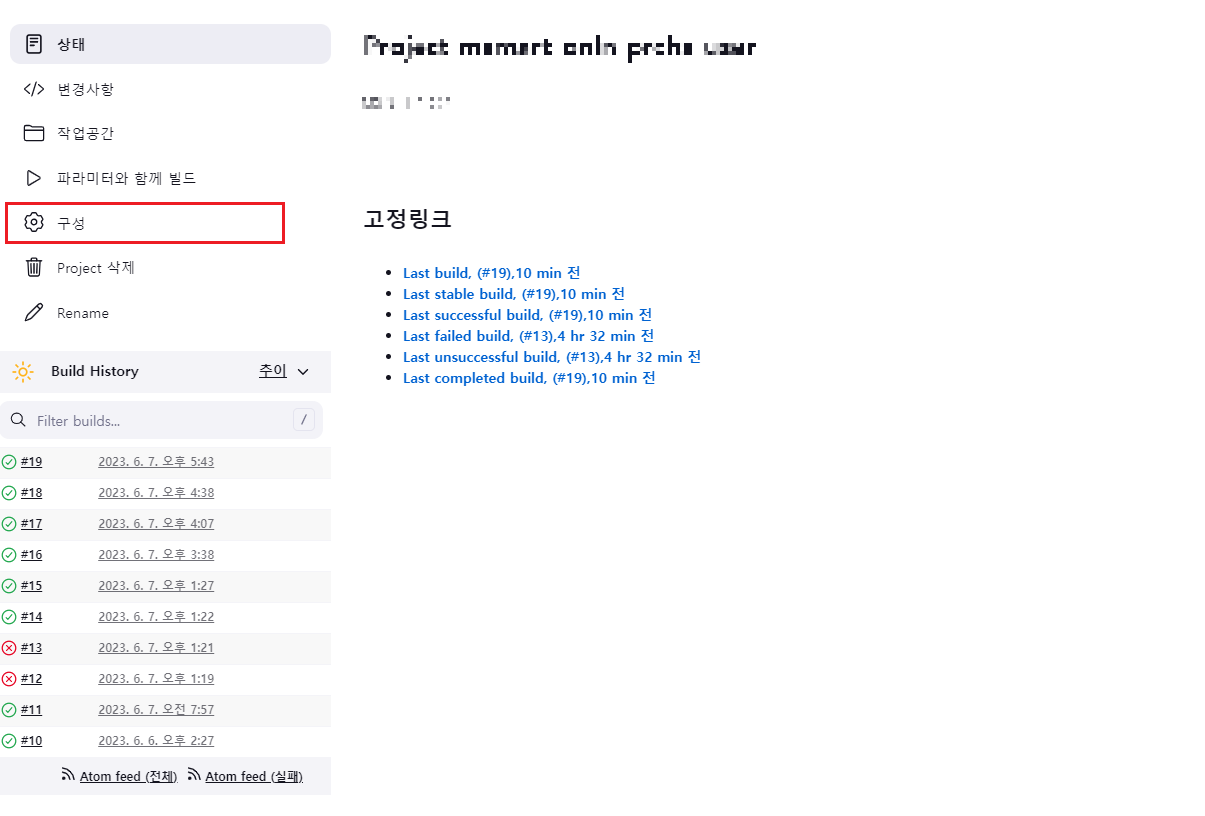 상태
변경사항
작업공간
파라미터와 함께 빌드
구성
Project 삭제
Rename
Build History 추이
Filter builds... /
#19 2023. 6. 7. 오후 5:43
#18 2023. 6. 7. 오후 4:38
#17 2023. 6. 7. 오후 4:07
#16 2023. 6. 7. 오후 3:38
#15 2023. 6. 7. 오후 1:27
#14 2023. 6. 7. 오후 1:22
#13 2023. 6. 7. 오후 1:21
#12 2023. 6. 7. 오후 1:19
#11 2023. 6. 7. 오전 7:57
#10 2023. 6. 6. 오후 2:27
Atom feed (전체) Atom feed (실패)
Project
고정링크
Last build, (#19),10 min 전
Last stable build, (#19),10 min 전
Last successful build, (#19),10 min 전
Last failed build, (#13),4 hr 32 min 전
Last unsuccessful build, (#13),4 hr 32 min 전
Last completed build, (#19),10 min 전